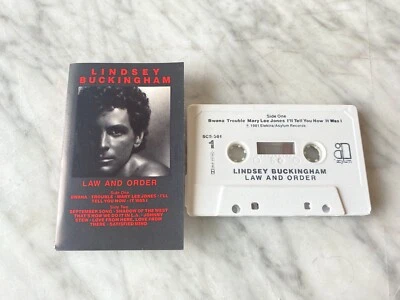 LINDSEY
BUCKINGHAM
LAW AND ORDER
Side One
BWANA · TROUBLE · MARY LEE JONES · I'LL
TELL YOU NOW · IT WAS I
Side Two
SEPTEMBER SONG · SHADOW OF THE WEST
THAT'S HOW WE DO IT IN L.A. · JOHNNY
STEW · LOVE FROM HERE, LOVE FROM
THERE · SATISFIED MIND
Side One
Bwana Trouble Mary Lee Jones I'll Tell You Now It Was I
℗ 1981 Elektra/Asylum Records
1
LINDSEY BUCKINGHAM
LAW AND ORDER